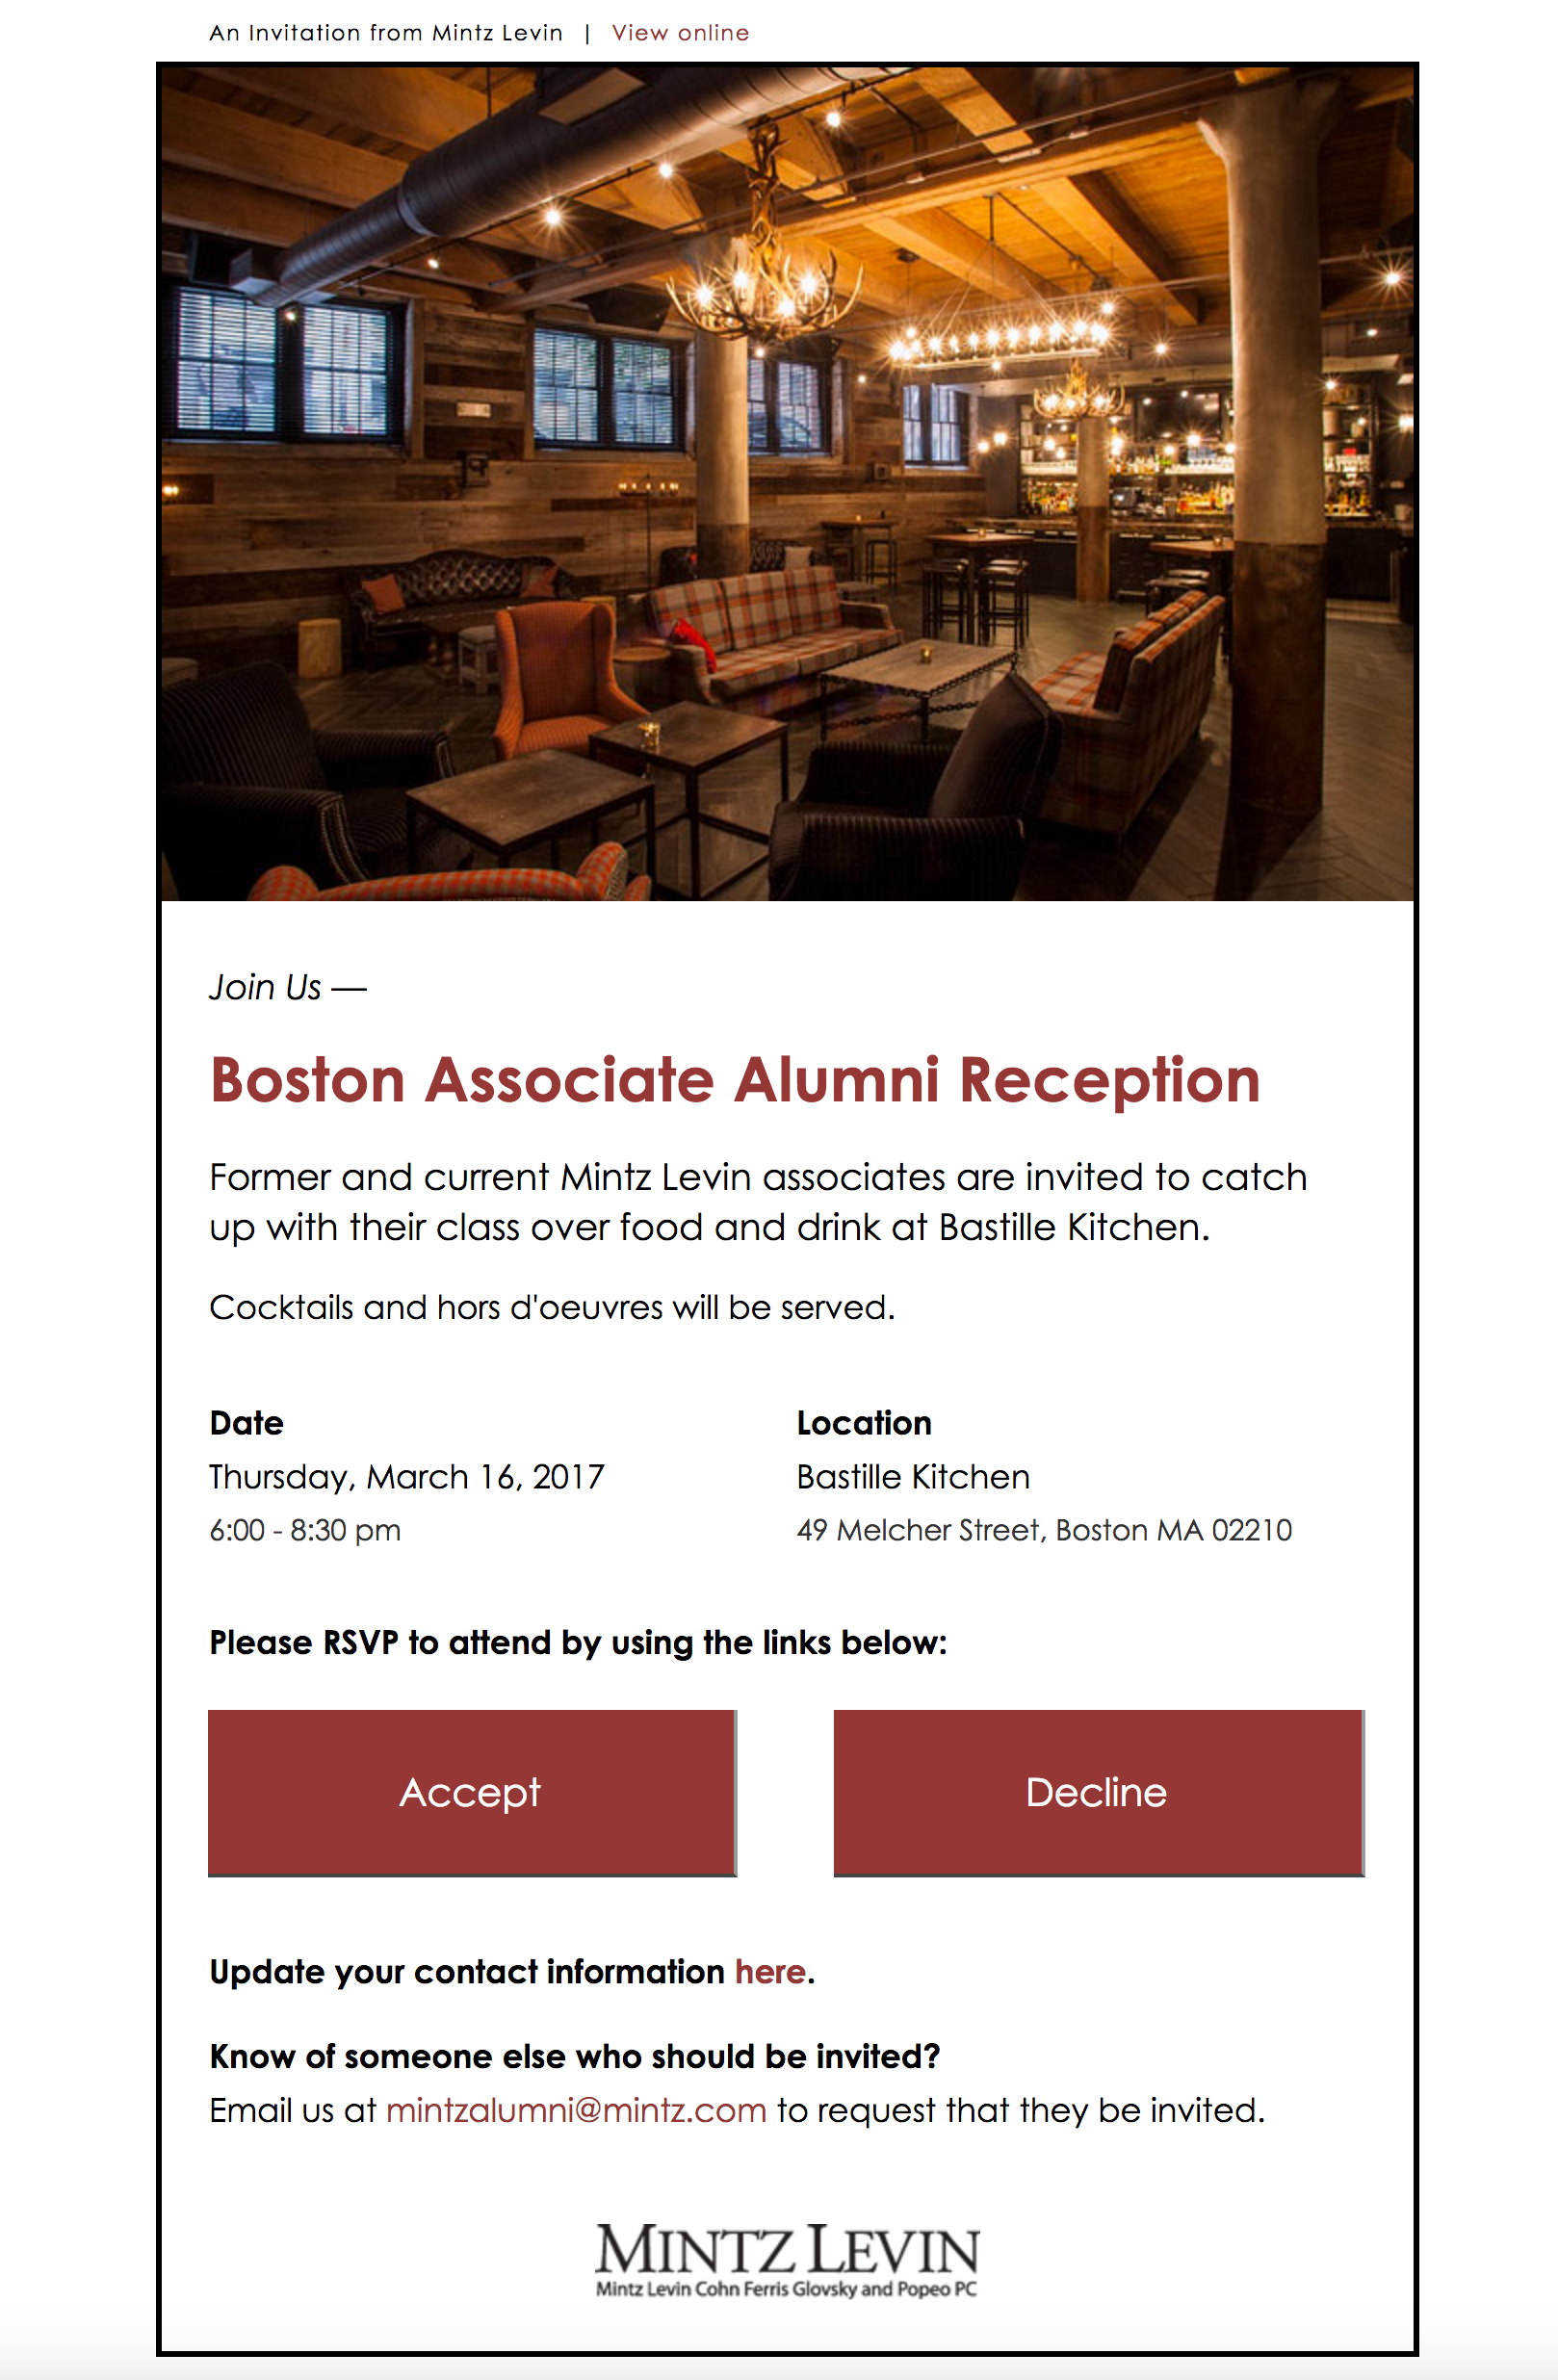 An Invitation from Mintz Levin | View online
Join Us —
Boston Associate Alumni Reception
Former and current Mintz Levin associates are invited to catch
up with their class over food and drink at Bastille Kitchen.
Cocktails and hors d'oeuvres will be served.
Date
Thursday, March 16, 2017
6:00 - 8:30 pm
Location
Bastille Kitchen
49 Melcher Street, Boston MA 02210
Please RSVP to attend by using the links below:
Accept
Decline
Update your contact information here.
Know of someone else who should be invited?
Email us at mintzalumni@mintz.com to request that they be invited.
MINTZ LEVIN
Mintz Levin Cohn Ferris Glovsky and Popeo PC